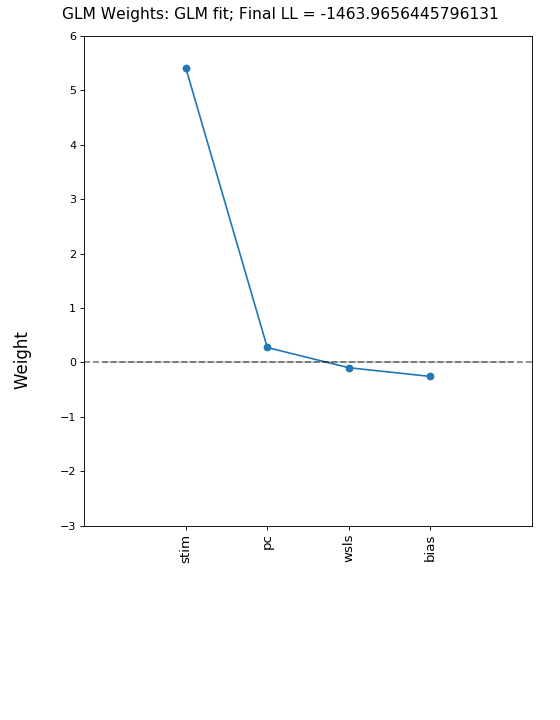 GLM Weights: GLM fit; Final LL = -1463.9656445796131
6
5
4
3
2
1
0
−1
−2
−3
Weight
stim
pc
wsls
bias